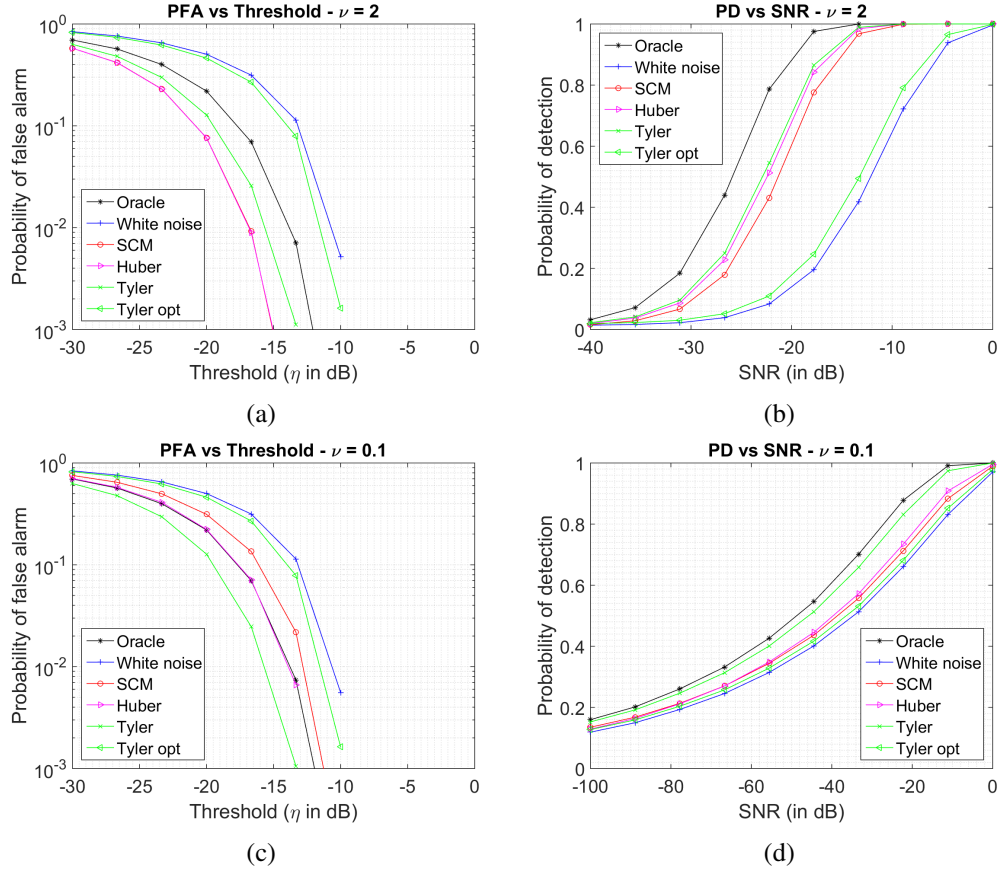 PFA vs Threshold - ν = 2
Probability of false alarm
10^0
10^-1
10^-2
10^-3
Oracle
White noise
SCM
Huber
Tyler
Tyler opt
-30 -25 -20 -15 -10 -5 0
Threshold (η in dB)
(a)
PD vs SNR - ν = 2
Probability of detection
1
0.8
0.6
0.4
0.2
0
Oracle
White noise
SCM
Huber
Tyler
Tyler opt
-40 -30 -20 -10 0
SNR (in dB)
(b)
PFA vs Threshold - ν = 0.1
Probability of false alarm
10^0
10^-1
10^-2
10^-3
Oracle
White noise
SCM
Huber
Tyler
Tyler opt
-30 -25 -20 -15 -10 -5 0
Threshold (η in dB)
(c)
PD vs SNR - ν = 0.1
Probability of detection
1
0.8
0.6
0.4
0.2
0
Oracle
White noise
SCM
Huber
Tyler
Tyler opt
-100 -80 -60 -40 -20 0
SNR (in dB)
(d)